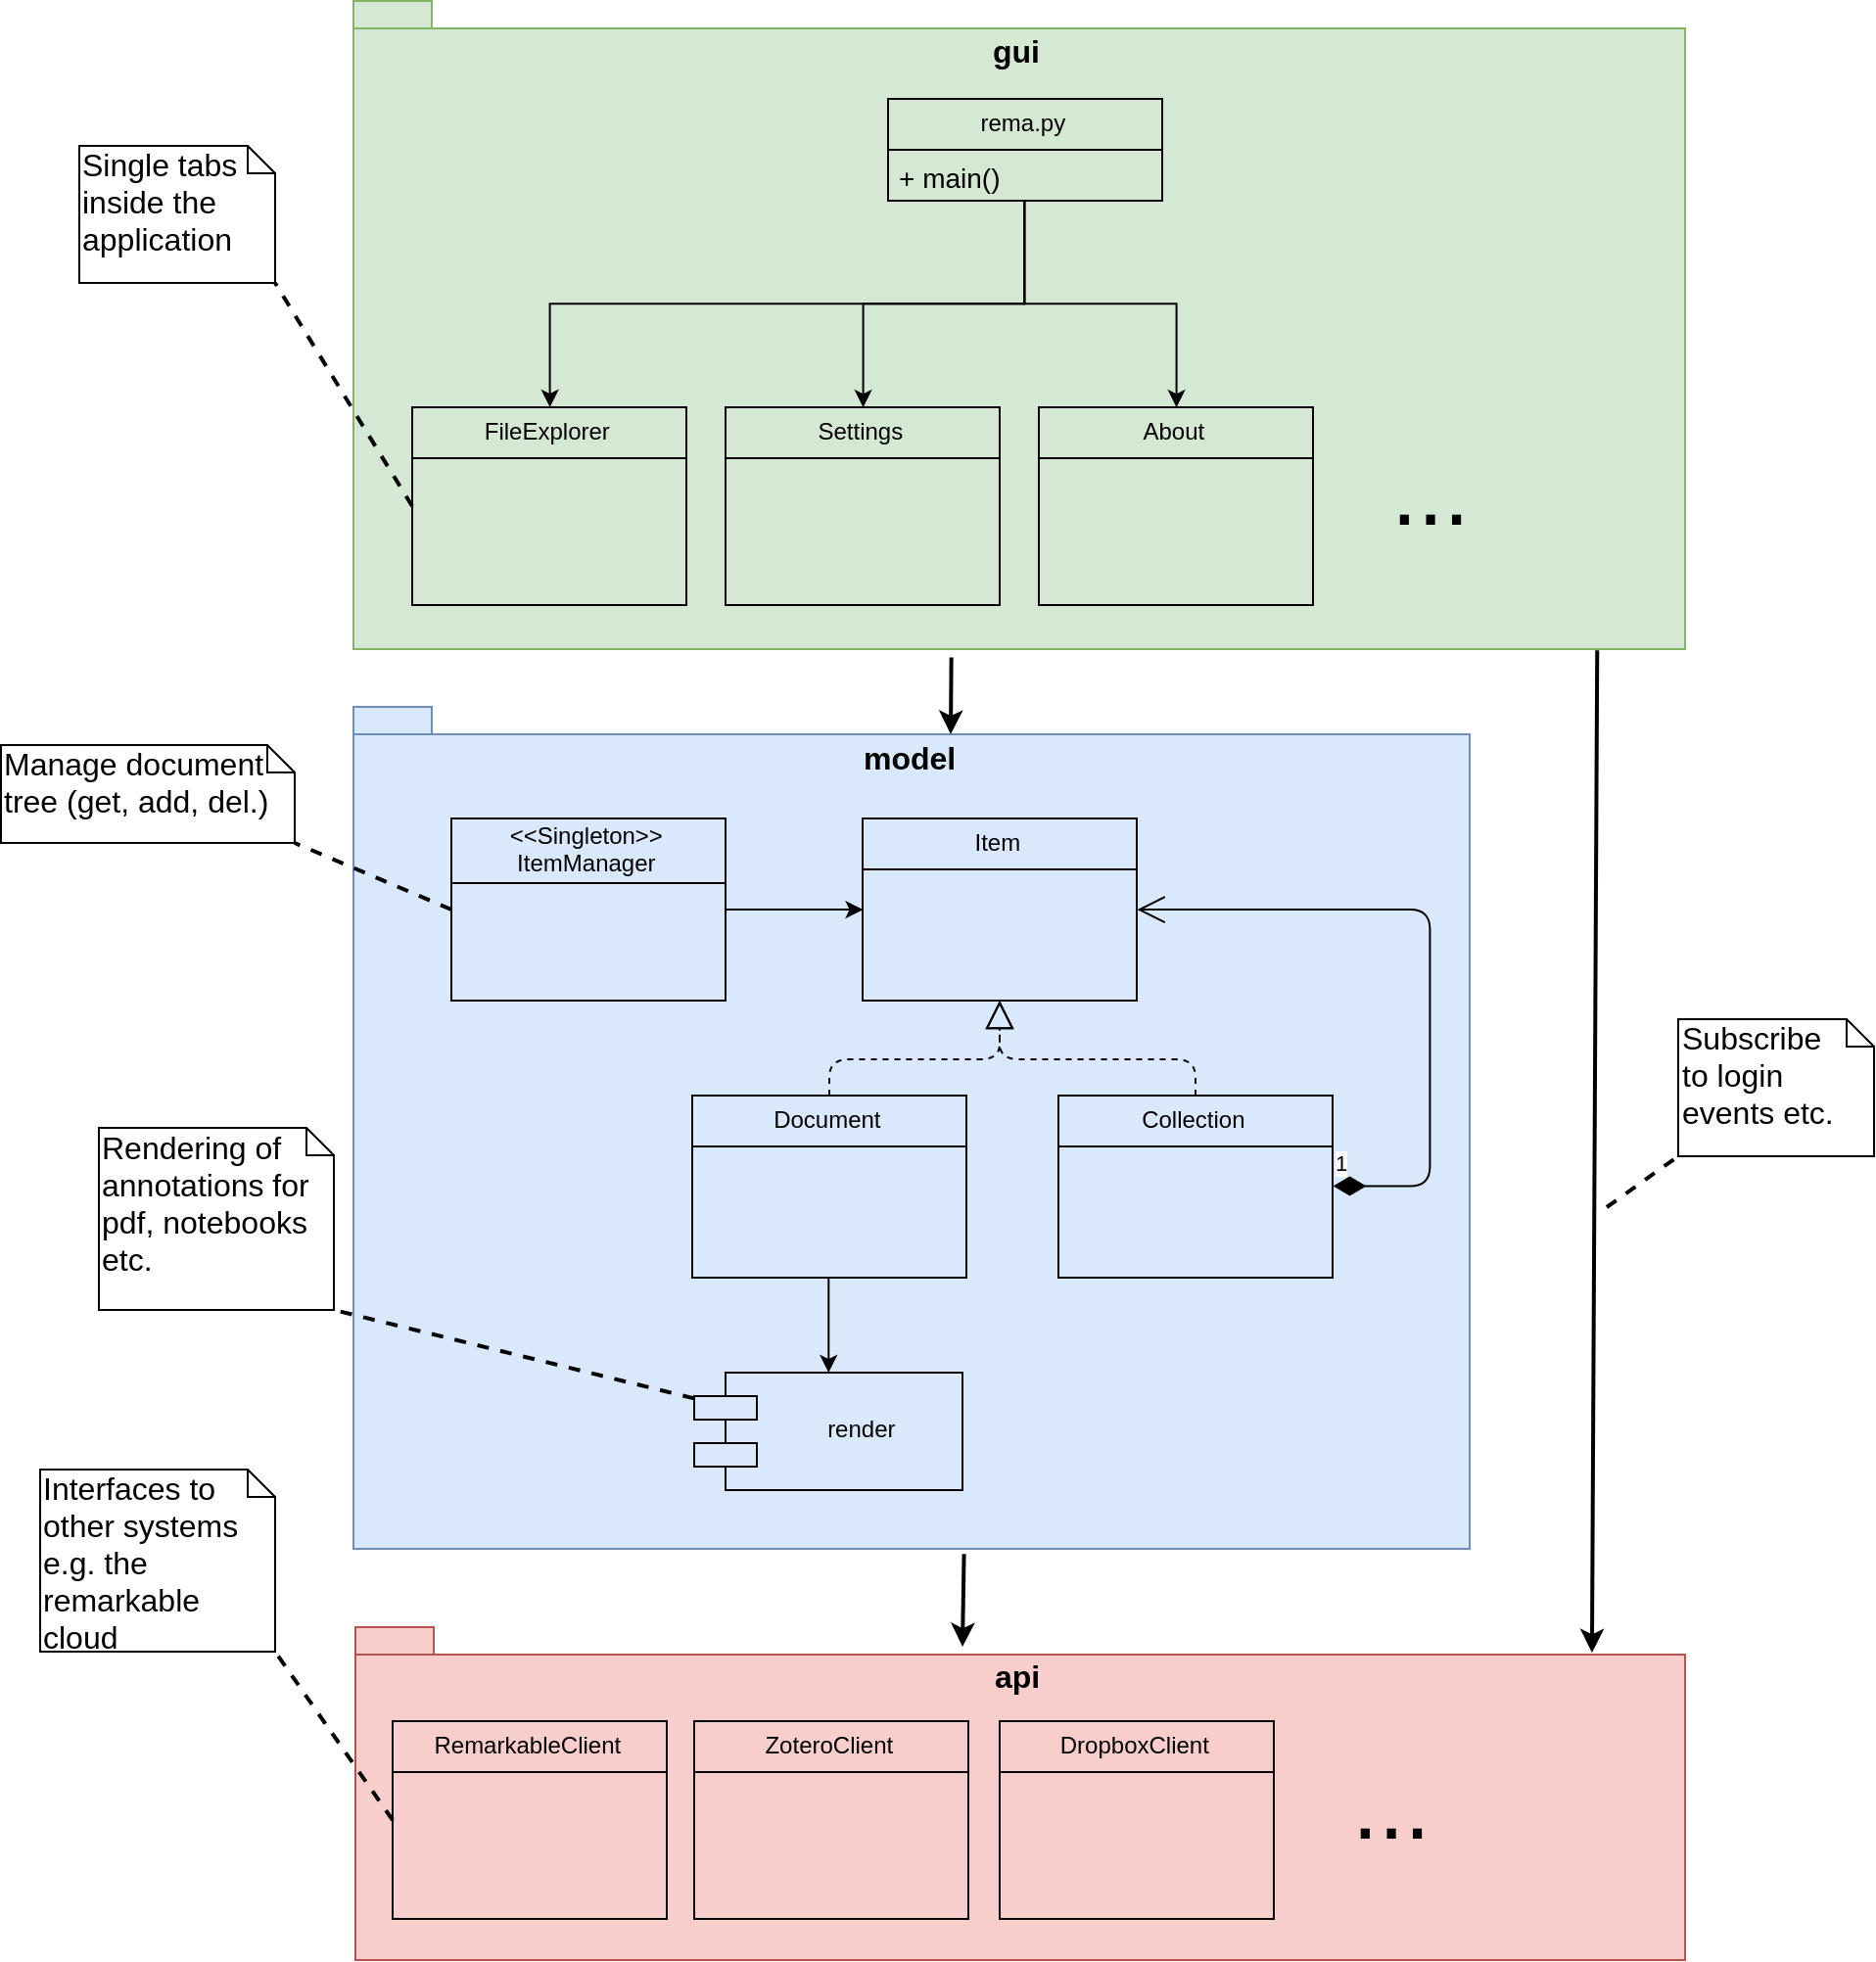 gui
rema.py
+ main()
Single tabs
inside the
application
FileExplorer
Settings
About
...
model
Manage document
tree (get, add, del.)
<<Singleton>>
ItemManager
Item
Subscribe
to login
events etc.
Document
Collection
1
Rendering of
annotations for
pdf, notebooks
etc.
render
Interfaces to
other systems
e.g. the
remarkable
cloud
api
RemarkableClient
ZoteroClient
DropboxClient
...